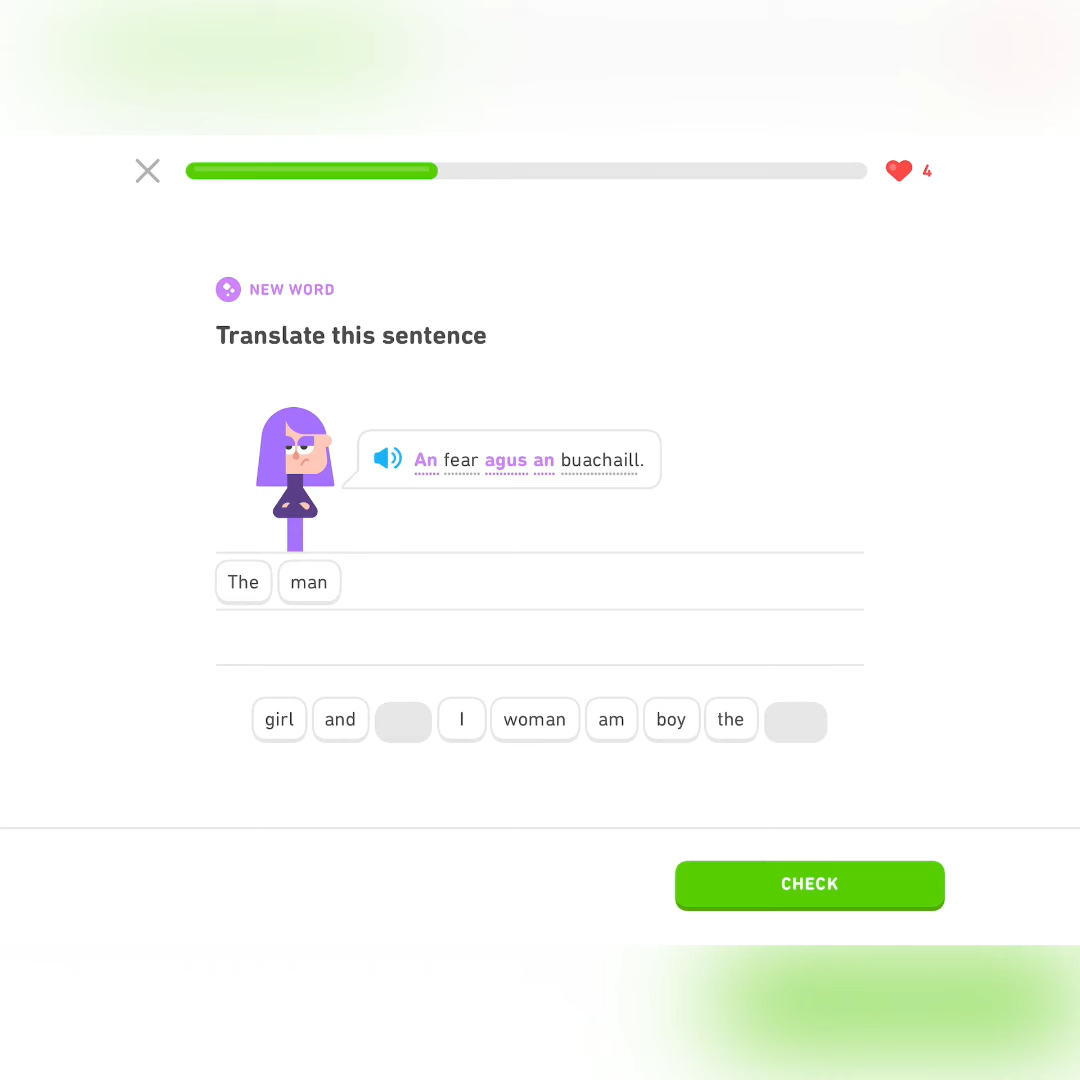 4
NEW WORD
Translate this sentence
An fear agus an buachaill.
The man
girl and I woman am boy the
CHECK